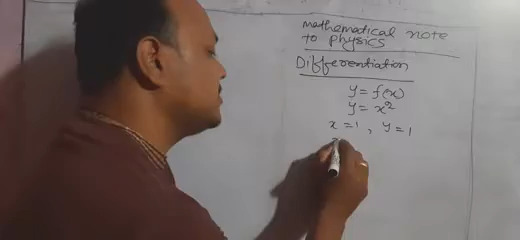 mathematical note
to physics
Differentiation
y = f(x)
y = x²
x = 1, y = 1